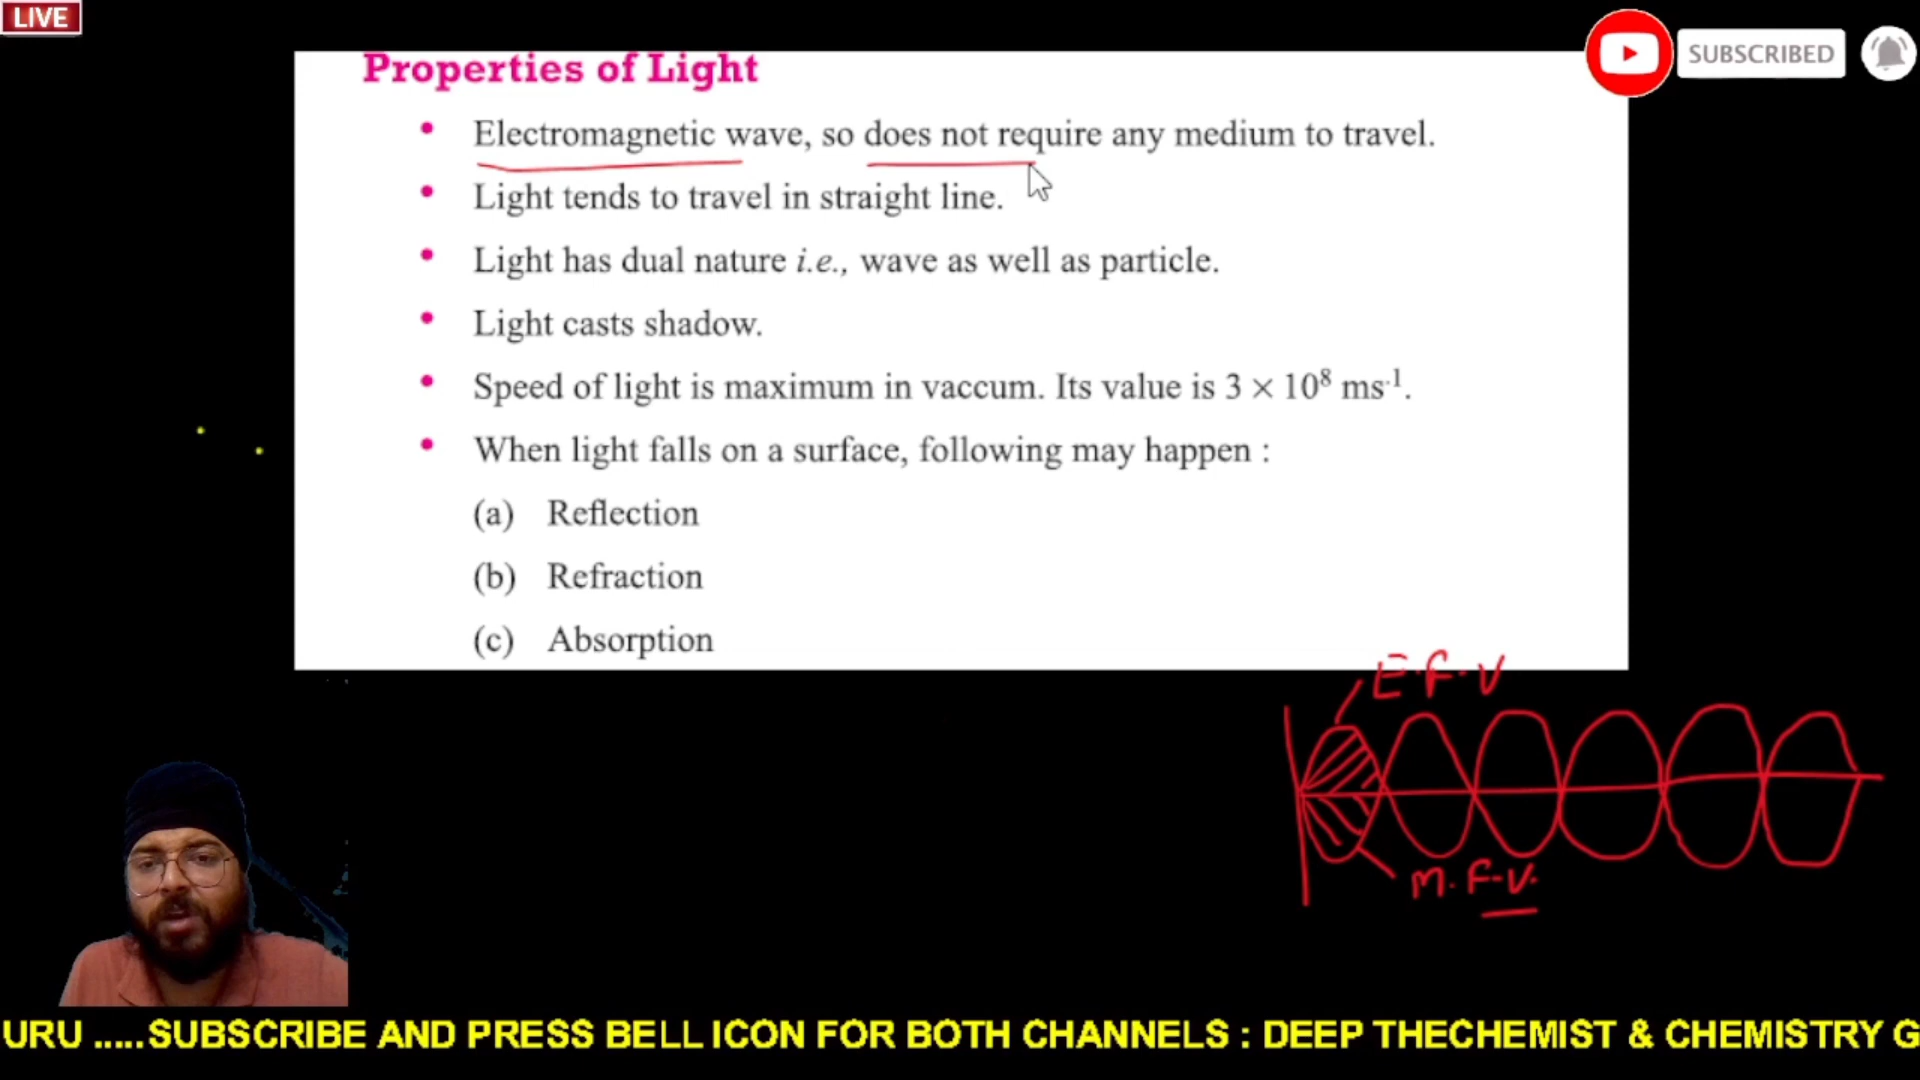 LIVE
SUBSCRIBED
Properties of Light
• Electromagnetic wave, so does not require any medium to travel.
• Light tends to travel in straight line.
• Light has dual nature i.e., wave as well as particle.
• Light casts shadow.
• Speed of light is maximum in vaccum. Its value is 3 × 10⁸ ms⁻¹.
• When light falls on a surface, following may happen :
(a) Reflection
(b) Refraction
(c) Absorption
E.F.V
M.F.V.
URU .....SUBSCRIBE AND PRESS BELL ICON FOR BOTH CHANNELS : DEEP THECHEMIST & CHEMISTRY G